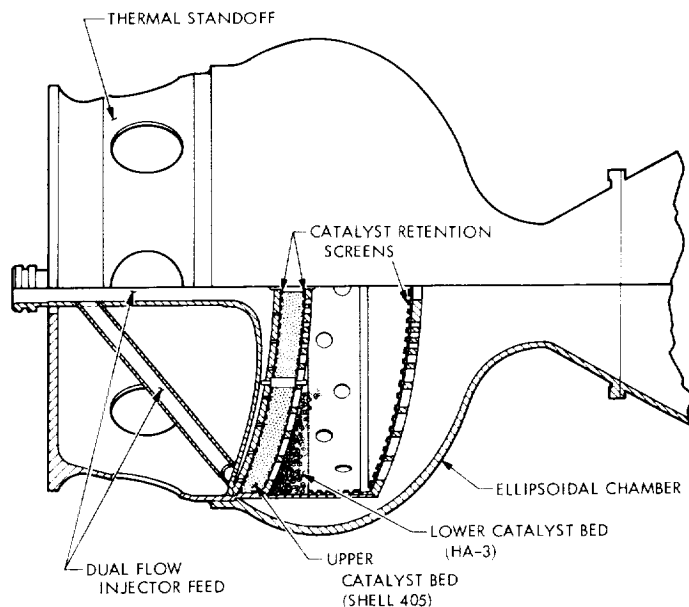 THERMAL STANDOFF
CATALYST RETENTION
SCREENS
ELLIPSOIDAL CHAMBER
LOWER CATALYST BED
(HA-3)
UPPER
CATALYST BED
(SHELL 405)
DUAL FLOW
INJECTOR FEED